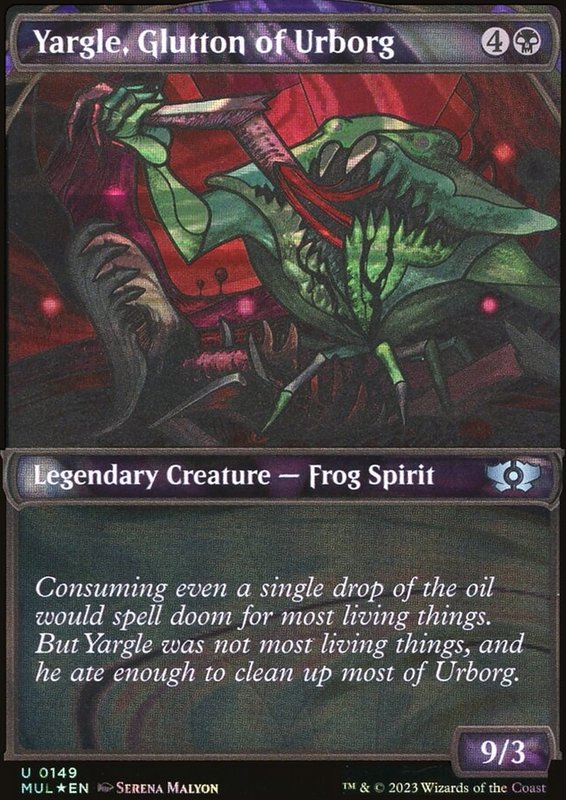 Yargle, Glutton of Urborg 4
Legendary Creature — Frog Spirit
Consuming even a single drop of the oil
would spell doom for most living things.
But Yargle was not most living things, and
he ate enough to clean up most of Urborg.
9/3
U 0149
MUL★EN SERENA MALYON
™ & © 2023 Wizards of the Coast